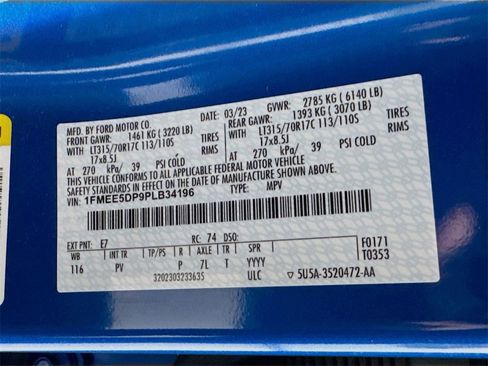 MFD. BY FORD MOTOR CO. DATE: 03/23 GVWR: 2785 KG (6140 LB)
FRONT GAWR: 1461 KG (3220 LB) REAR GAWR: 1393 KG (3070 LB)
WITH LT315/70R17C 113/110S TIRES WITH LT315/70R17C 113/110S TIRES
17x8.5J 17x8.5J
AT 270 kPa/ 39 PSI COLD AT 270 kPa/ 39 PSI COLD
THIS VEHICLE CONFORMS TO ALL APPLICABLE FEDERAL MOTOR VEHICLE
SAFETY AND THEFT PREVENTION STANDARDS IN EFFECT ON THE DATE OF MANUFACTURE SHOWN ABOVE.
VIN: 1FMEE5DP9PLB34196 TYPE: MPV
EXT PNT: E7 RC: 74 DSO:
WB INT TR TP/PS R AXLE TR SPR F0171
116 PV P 7L T YYYY T0353
3202303233635 ULC 5U5A-3520472-AA